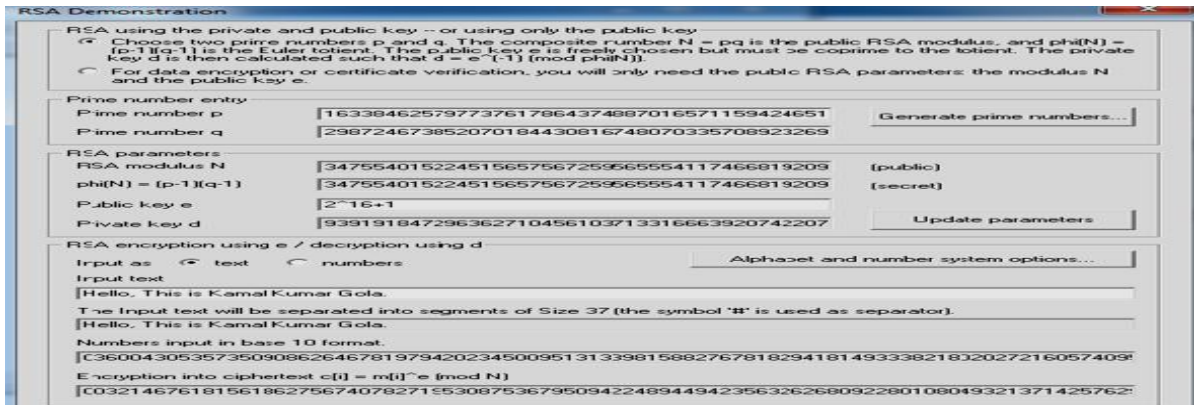 RSA Demonstration
RSA using the private and public key -- or using only the public key
Choose two prime numbers p and q. The composite number N = pq is the public RSA modulus, and phi(N) =
(p-1)(q-1) is the Euler totient. The public key e is freely chosen but must be coprime to the totient. The private
key d is then calculated such that d = e^(-1) (mod phi(N)).
For data encryption or certificate verification, you will only need the public RSA parameters: the modulus N
and the public key e.
Prime number entry
Prime number p
163384625797737617864374887016571159424651
Generate prime numbers...
Prime number q
298724673852070184430816748070335708923269
RSA parameters
RSA modulus N
347554015224515657567259565554117466819209
(public)
phi(N) = (p-1)(q-1)
347554015224515657567259565554117466819209
(secret)
Public key e
2^16+1
Private key d
939191847296362710456103713316663920742207
Update parameters
RSA encryption using e / decryption using d
Input as
text
numbers
Alphabet and number system options...
Input text
Hello, This is Kamal Kumar Gola.
The Input text will be separated into segments of Size 37 (the symbol '#' is used as separator).
Hello, This is Kamal Kumar Gola.
Numbers input in base 10 format.
Encryption into ciphertext c[i] = m[i]^e (mod N)